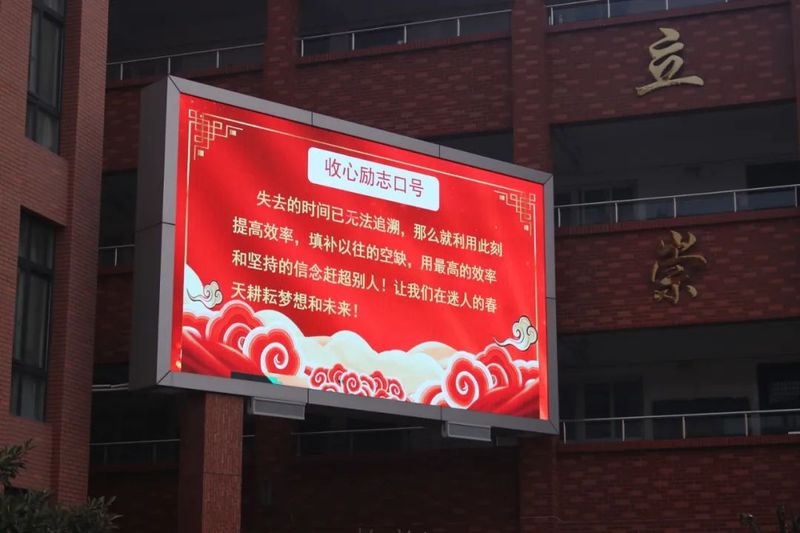 收心励志口号
失去的时间已无法追溯，那么就利用此刻
提高效率，填补以往的空缺，用最高的效率
和坚持的信念赶超别人！让我们在迷人的春
天耕耘梦想和未来！
立
崇